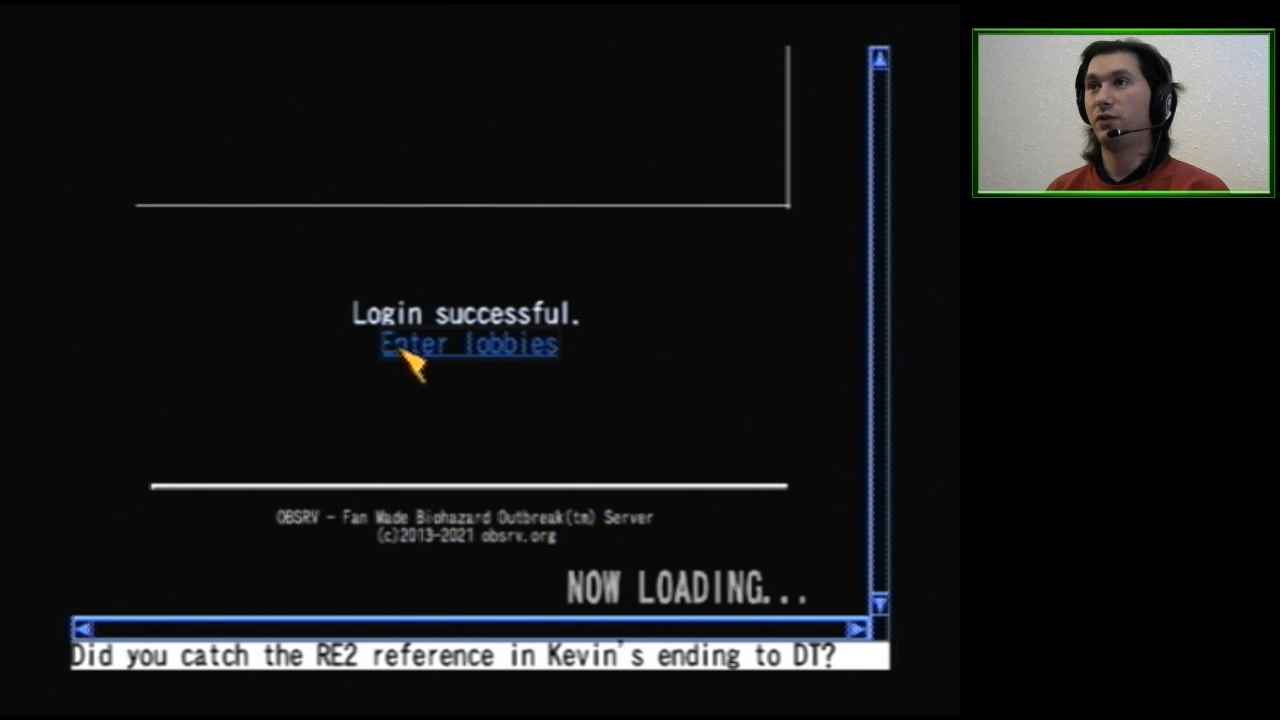 Login successful.
Enter lobbies
OBSRV - Fan Made Biohazard Outbreak(tm) Server
(c)2013-2021 obsrv.org
NOW LOADING...
Did you catch the RE2 reference in Kevin's ending to DT?